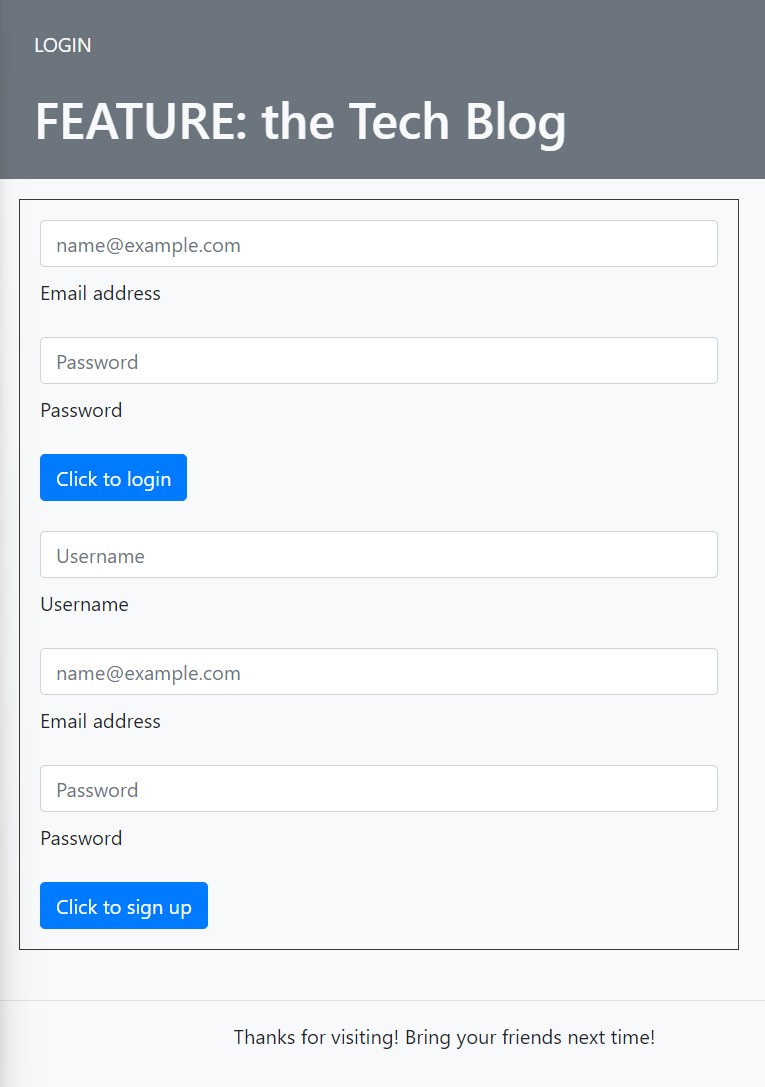 LOGIN
FEATURE: the Tech Blog
name@example.com
Email address
Password
Password
Click to login
Username
Username
name@example.com
Email address
Password
Password
Click to sign up
Thanks for visiting! Bring your friends next time!